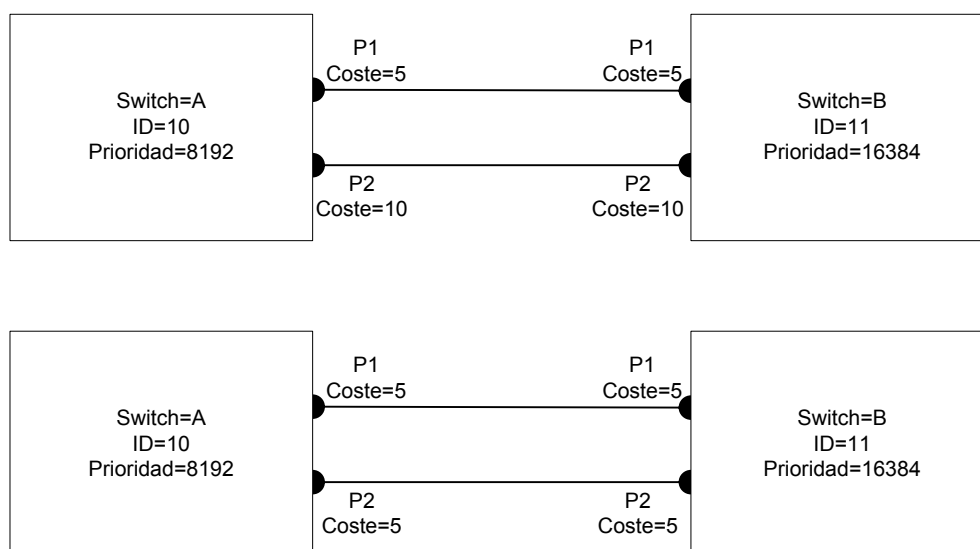 P1
Coste=5
P1
Coste=5
Switch=A
ID=10
Prioridad=8192
Switch=B
ID=11
Prioridad=16384
P2
Coste=10
P2
Coste=10
P1
Coste=5
P1
Coste=5
Switch=A
ID=10
Prioridad=8192
Switch=B
ID=11
Prioridad=16384
P2
Coste=5
P2
Coste=5